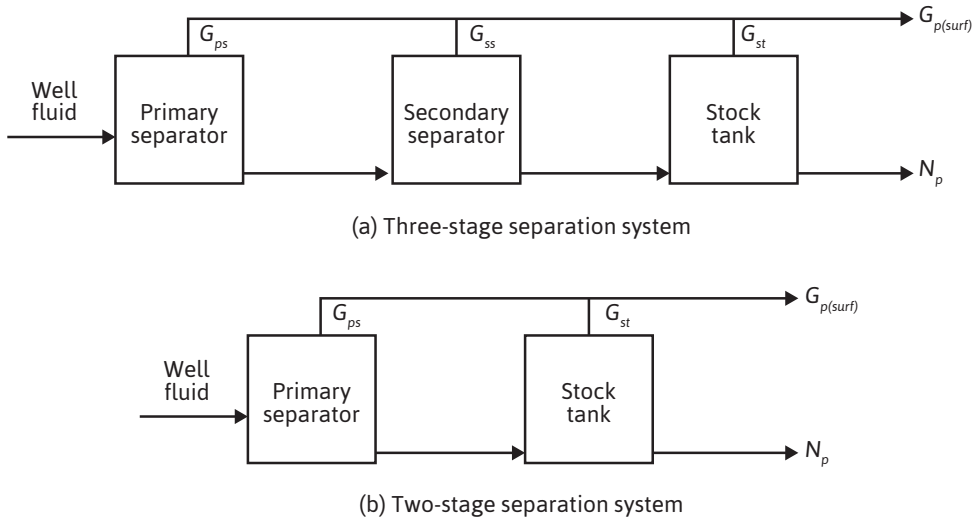 G_ps
G_ss
G_st
G_p(surf)
Well
fluid
Primary
separator
Secondary
separator
Stock
tank
N_p
(a) Three-stage separation system
G_ps
G_st
G_p(surf)
Well
fluid
Primary
separator
Stock
tank
N_p
(b) Two-stage separation system